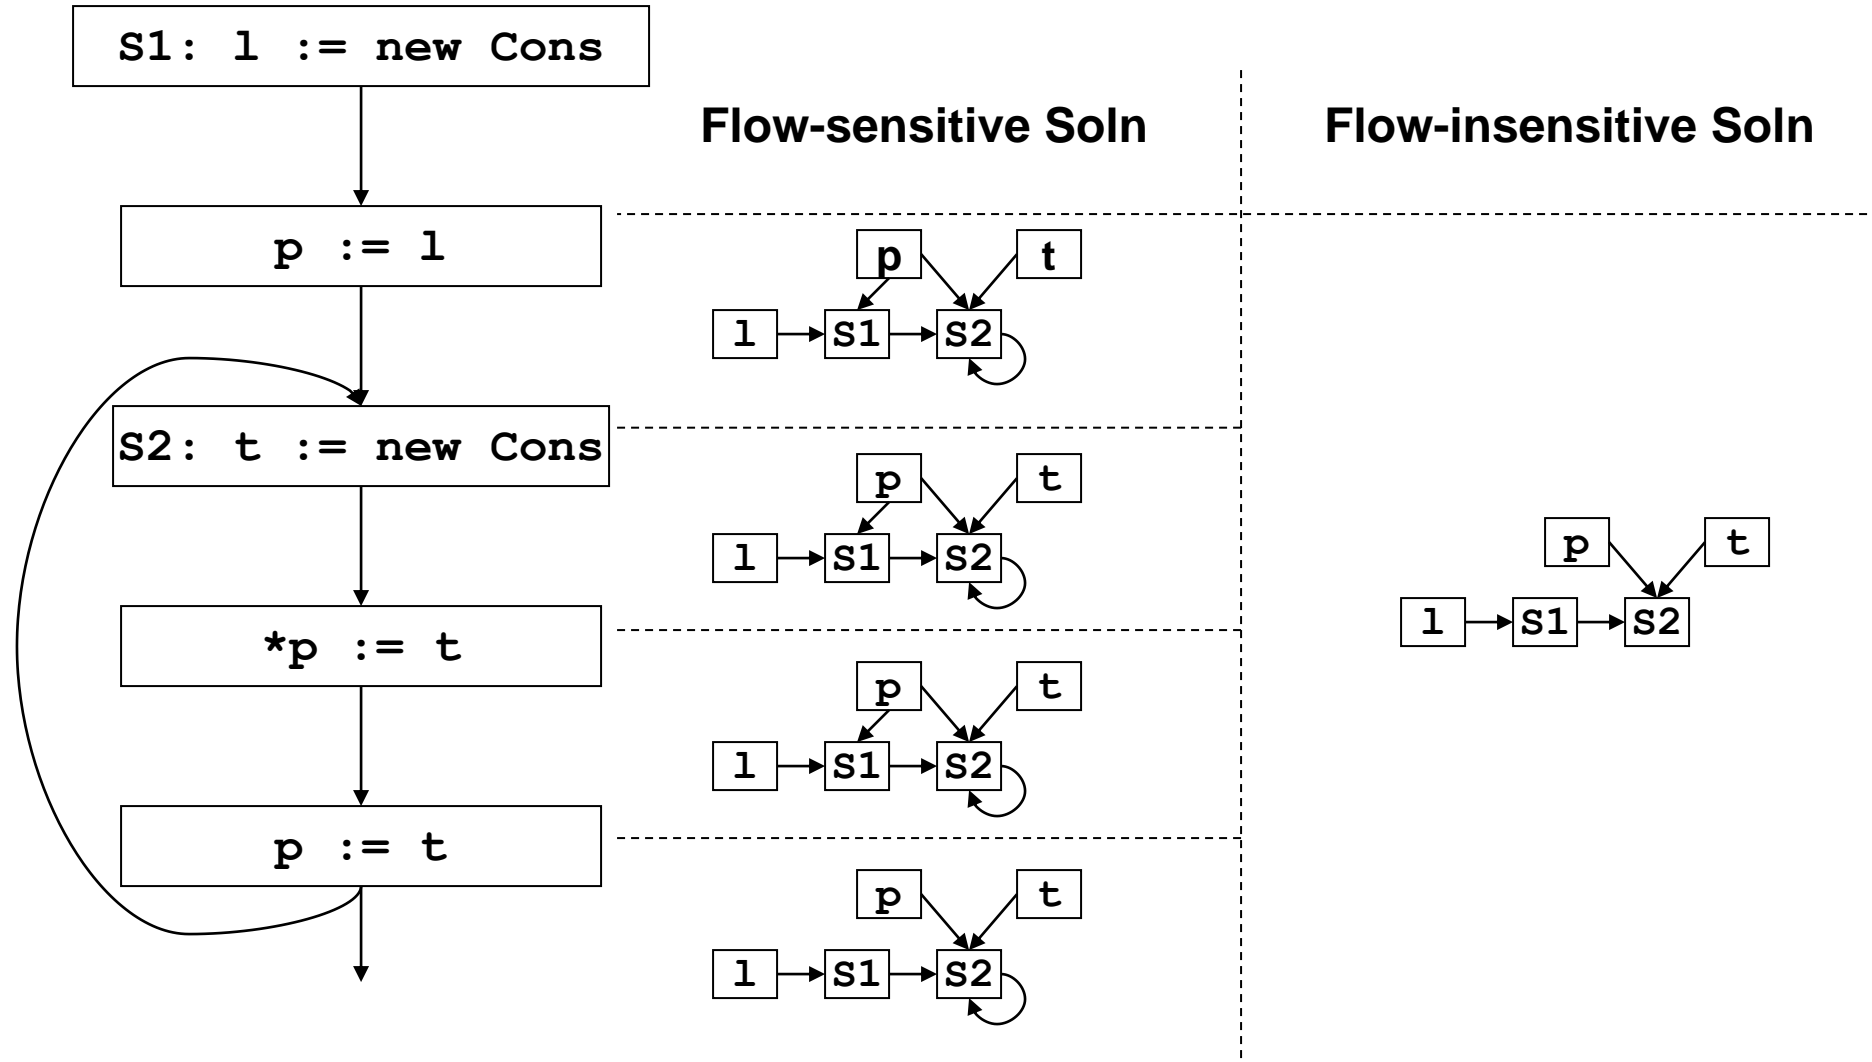 S1: l := new Cons
Flow-sensitive Soln
Flow-insensitive Soln
p := l
p
t
l
S1
S2
S2: t := new Cons
p
t
l
S1
S2
p
t
l
S1
S2
*p := t
p
t
l
S1
S2
p := t
p
t
l
S1
S2